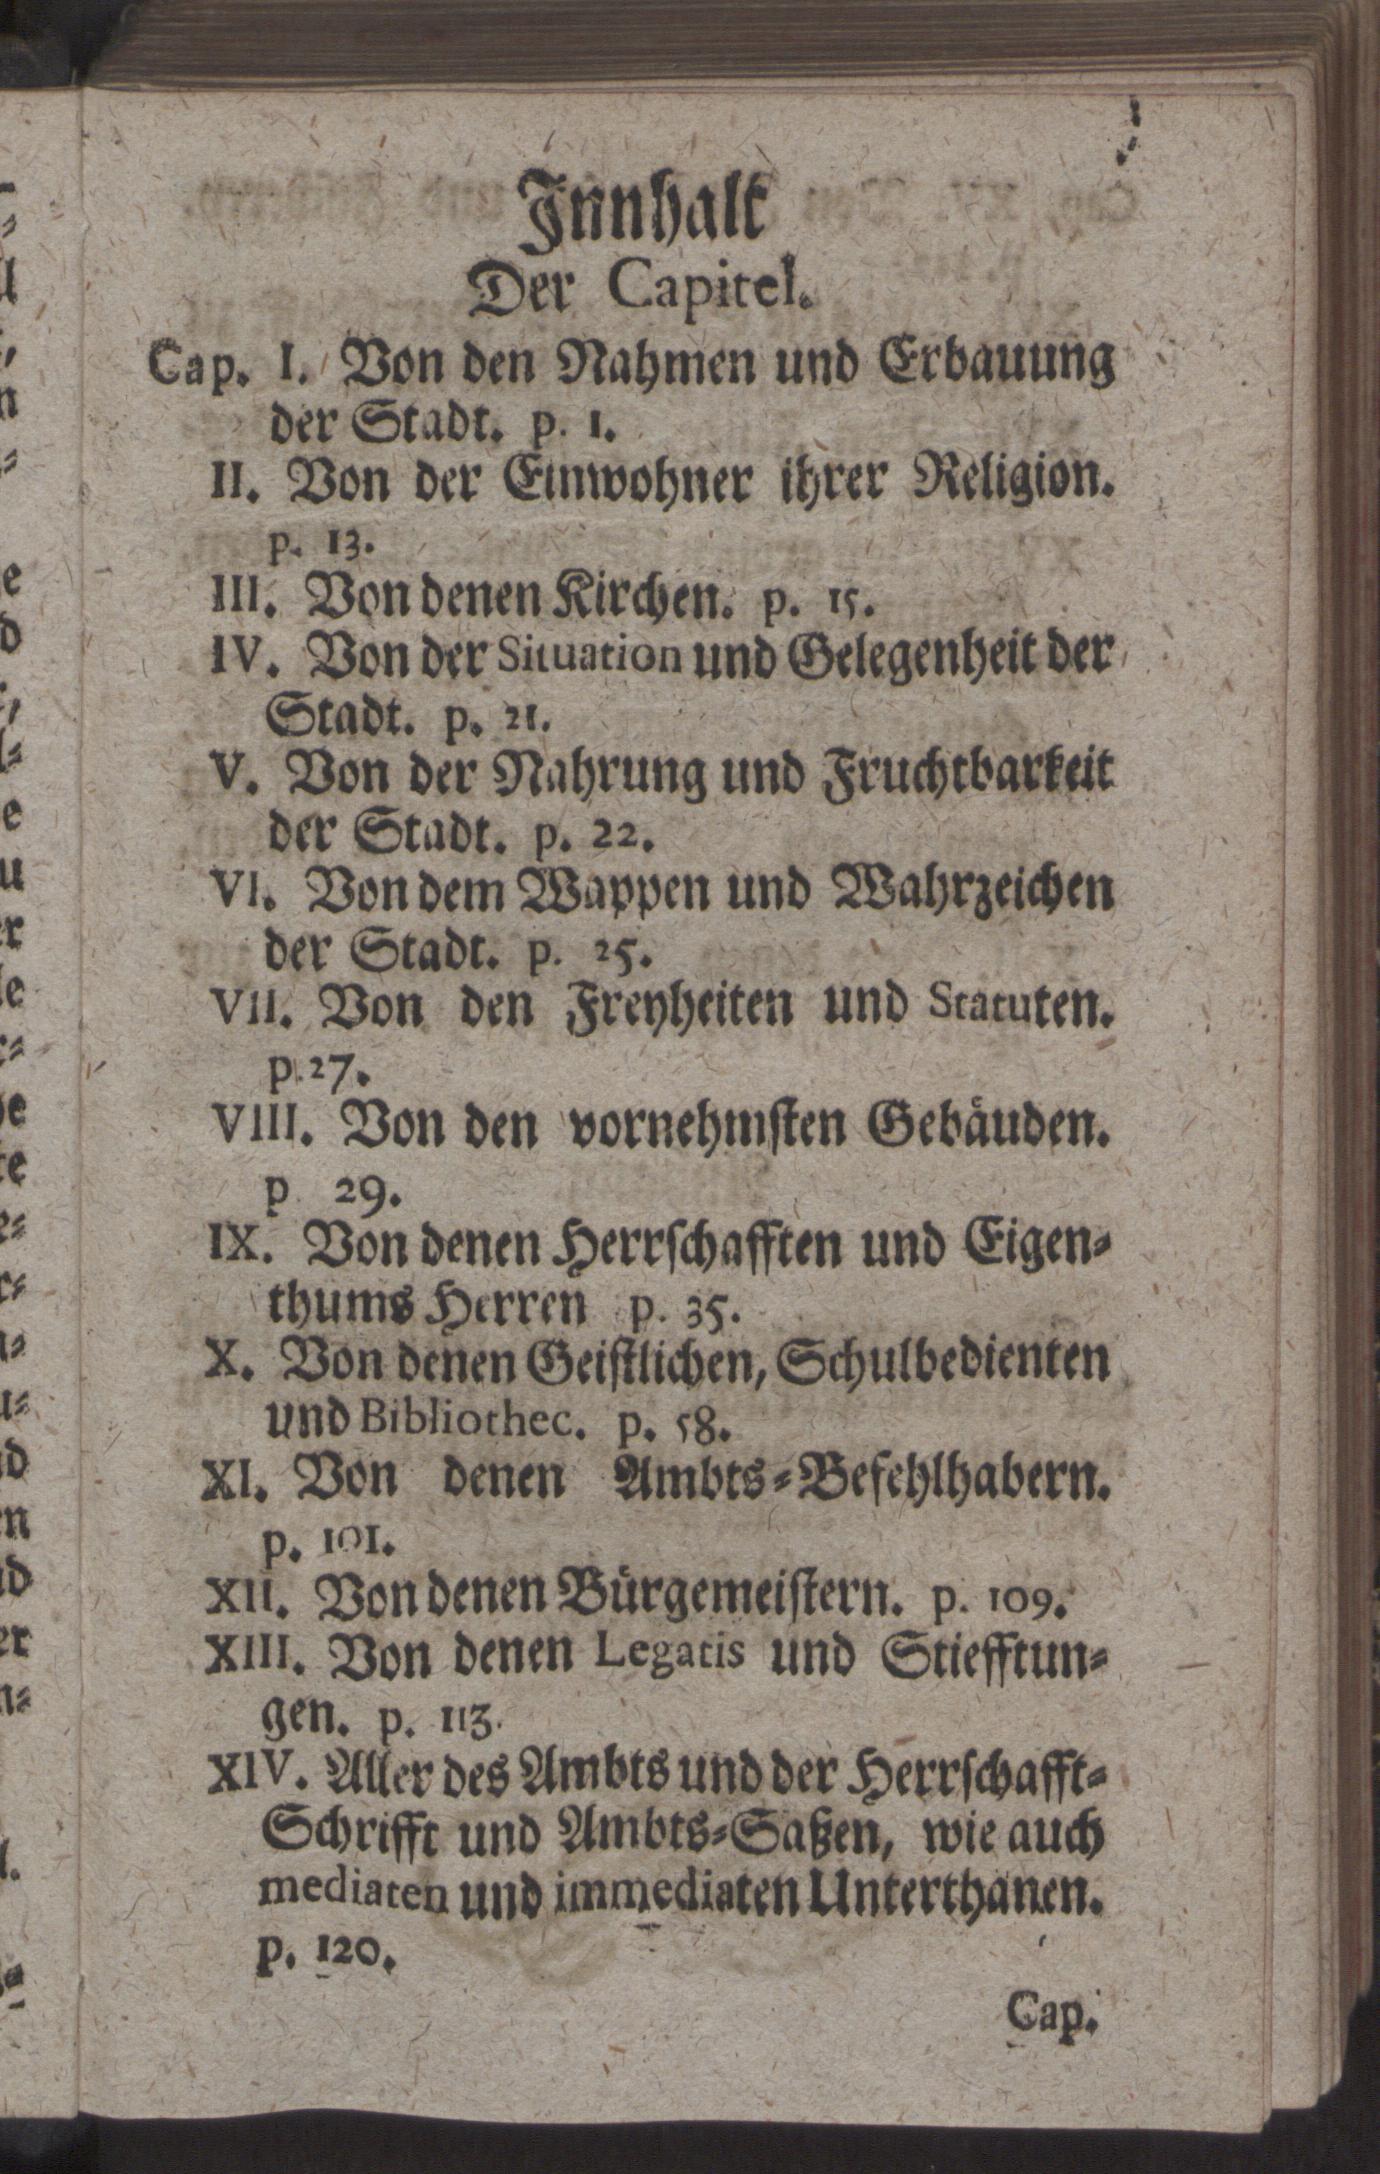 Innhalt
Der Capitel.
Cap. I. Von den Nahmen und Erbauung
der Stadt. p. 1.
II. Von der Einwohner ihrer Religion.
p. 13.
III. Von denen Kirchen. p. 15.
IV. Von der Situation und Gelegenheit der
Stadt. p. 21.
V. Von der Nahrung und Fruchtbarkeit
der Stadt. p. 22.
VI. Von dem Wappen und Wahrzeichen
der Stadt. p. 25.
VII. Von den Freyheiten und Statuten.
p. 27.
VIII. Von den vornehmsten Gebäuden.
p 29.
IX. Von denen Herrschafften und Eigen-
thums Herren p. 35.
X. Von denen Geistlichen, Schulbedienten
und Bibliothec. p. 58.
XI. Von denen Ambts-Befehlhabern.
p. 101.
XII. Von denen Bürgemeistern. p. 109.
XIII. Von denen Legatis und Stiefftun-
gen. p. 113.
XIV. Aller des Ambts und der Herrschafft-
Schrifft und Ambts-Saßen, wie auch
mediaten und immediaten Unterthanen.
p. 120.
Cap.